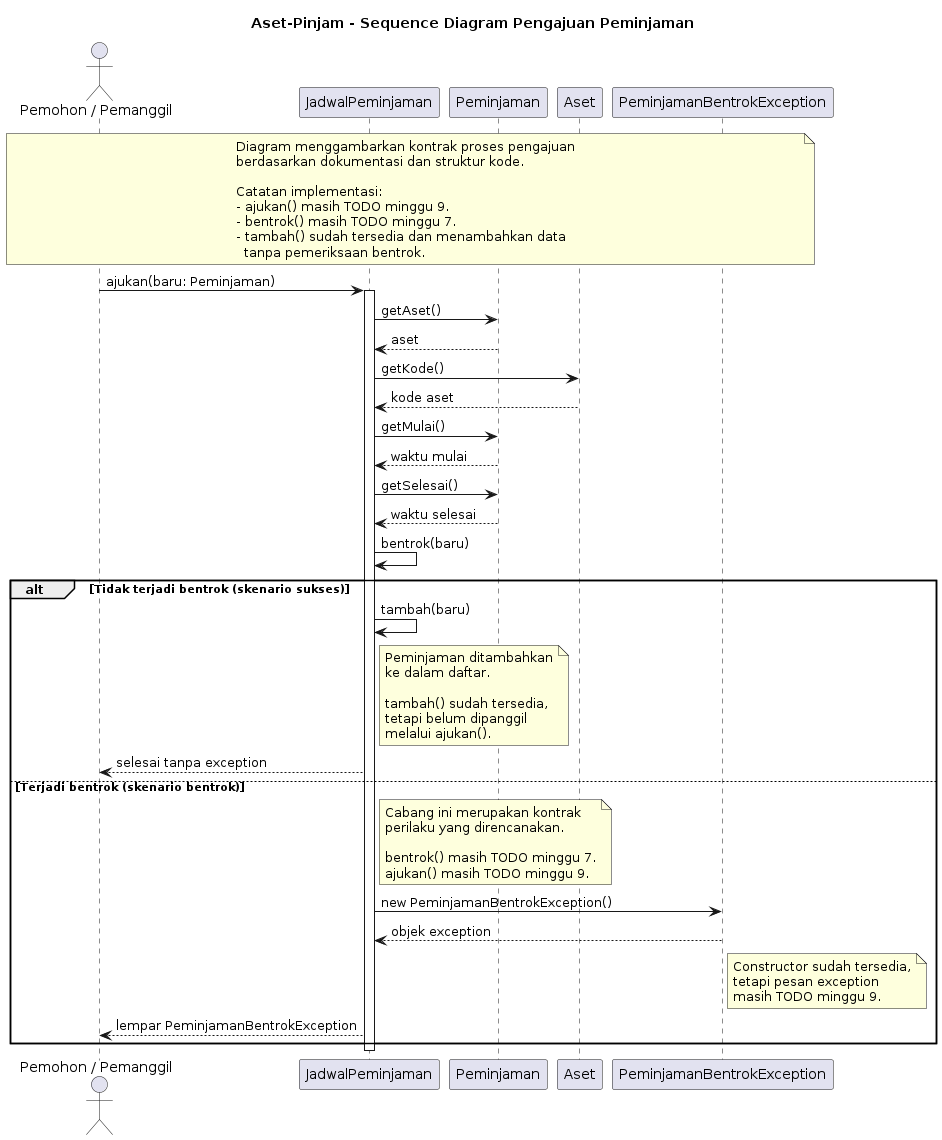 Aset-Pinjam - Sequence Diagram Pengajuan Peminjaman
Pemohon / Pemanggil
JadwalPeminjaman
Peminjaman
Aset
PeminjamanBentrokException
Diagram menggambarkan kontrak proses pengajuan
berdasarkan dokumentasi dan struktur kode.
Catatan implementasi:
- ajukan() masih TODO minggu 9.
- bentrok() masih TODO minggu 7.
- tambah() sudah tersedia dan menambahkan data
tanpa pemeriksaan bentrok.
ajukan(baru: Peminjaman)
getAset()
aset
getKode()
kode aset
getMulai()
waktu mulai
getSelesai()
waktu selesai
bentrok(baru)
alt [Tidak terjadi bentrok (skenario sukses)]
tambah(baru)
Peminjaman ditambahkan
ke dalam daftar.
tambah() sudah tersedia,
tetapi belum dipanggil
melalui ajukan().
selesai tanpa exception
[Terjadi bentrok (skenario bentrok)]
Cabang ini merupakan kontrak
perilaku yang direncanakan.
bentrok() masih TODO minggu 7.
ajukan() masih TODO minggu 9.
new PeminjamanBentrokException()
objek exception
Constructor sudah tersedia,
tetapi pesan exception
masih TODO minggu 9.
lempar PeminjamanBentrokException
Pemohon / Pemanggil
JadwalPeminjaman
Peminjaman
Aset
PeminjamanBentrokException